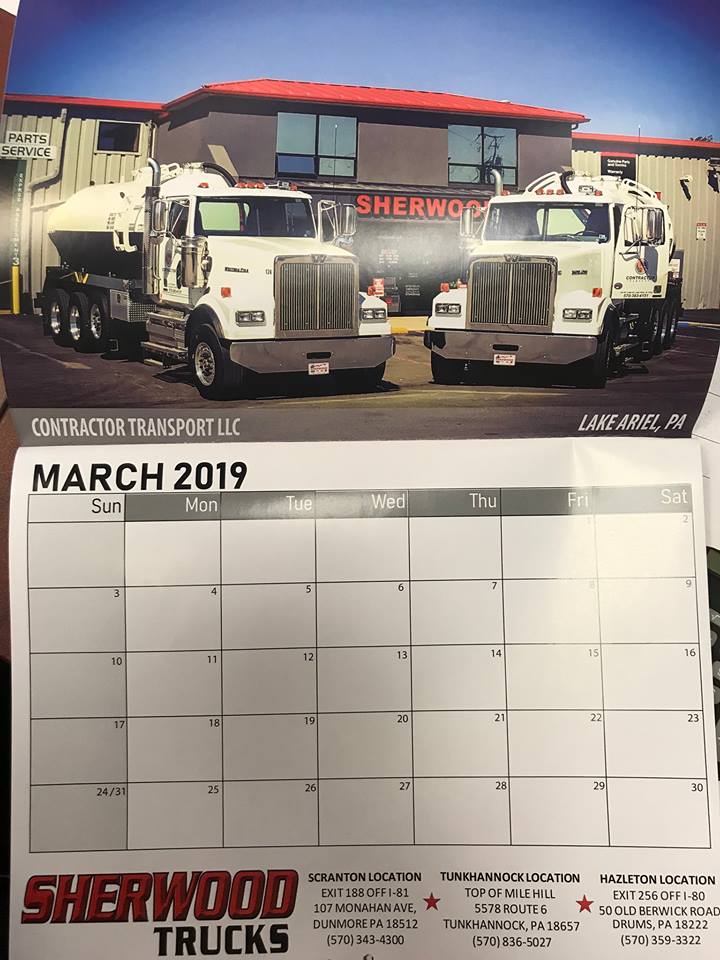 PARTS
SERVICE
SHERWOOD
CONTRACTOR
CONTRACTOR TRANSPORT LLC
LAKE ARIEL, PA
MARCH 2019
Sun Mon Tue Wed Thu Fri Sat
1 2
3 4 5 6 7 8 9
10 11 12 13 14 15 16
17 18 19 20 21 22 23
24/31 25 26 27 28 29 30
SHERWOOD
TRUCKS
SCRANTON LOCATION
EXIT 188 OFF I-81
107 MONAHAN AVE,
DUNMORE PA 18512
(570) 343-4300
TUNKHANNOCK LOCATION
TOP OF MILE HILL
5578 ROUTE 6
TUNKHANNOCK, PA 18657
(570) 836-5027
HAZLETON LOCATION
EXIT 256 OFF I-80
50 OLD BERWICK ROAD
DRUMS, PA 18222
(570) 359-3322